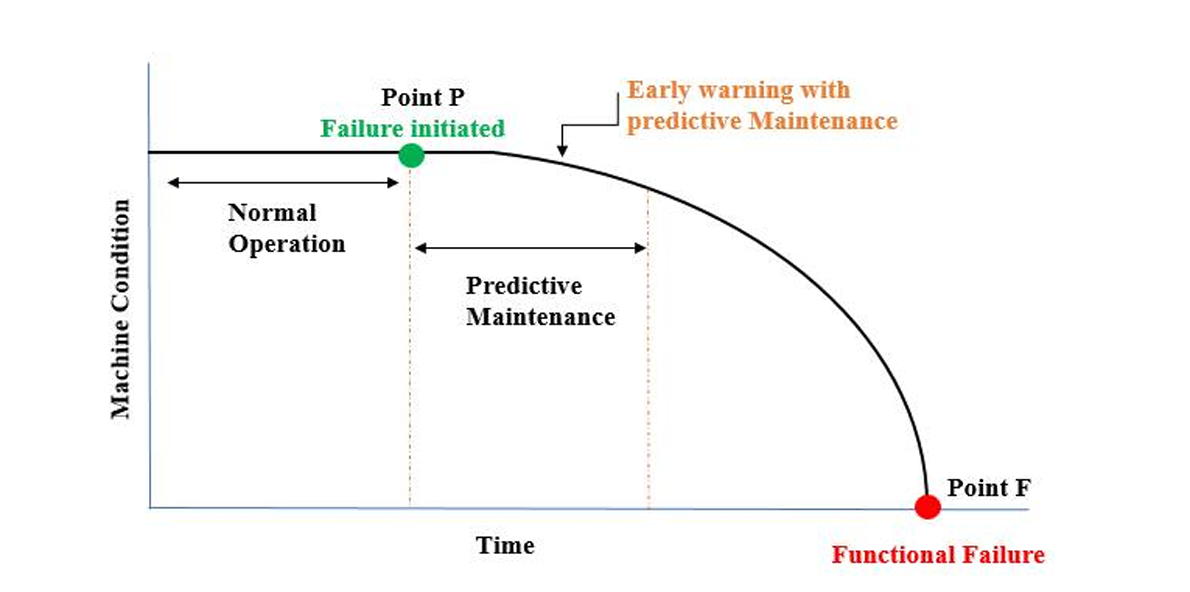 Point P
Failure initiated
Early warning with
predictive Maintenance
Normal
Operation
Predictive
Maintenance
Machine Condition
Point F
Time
Functional Failure